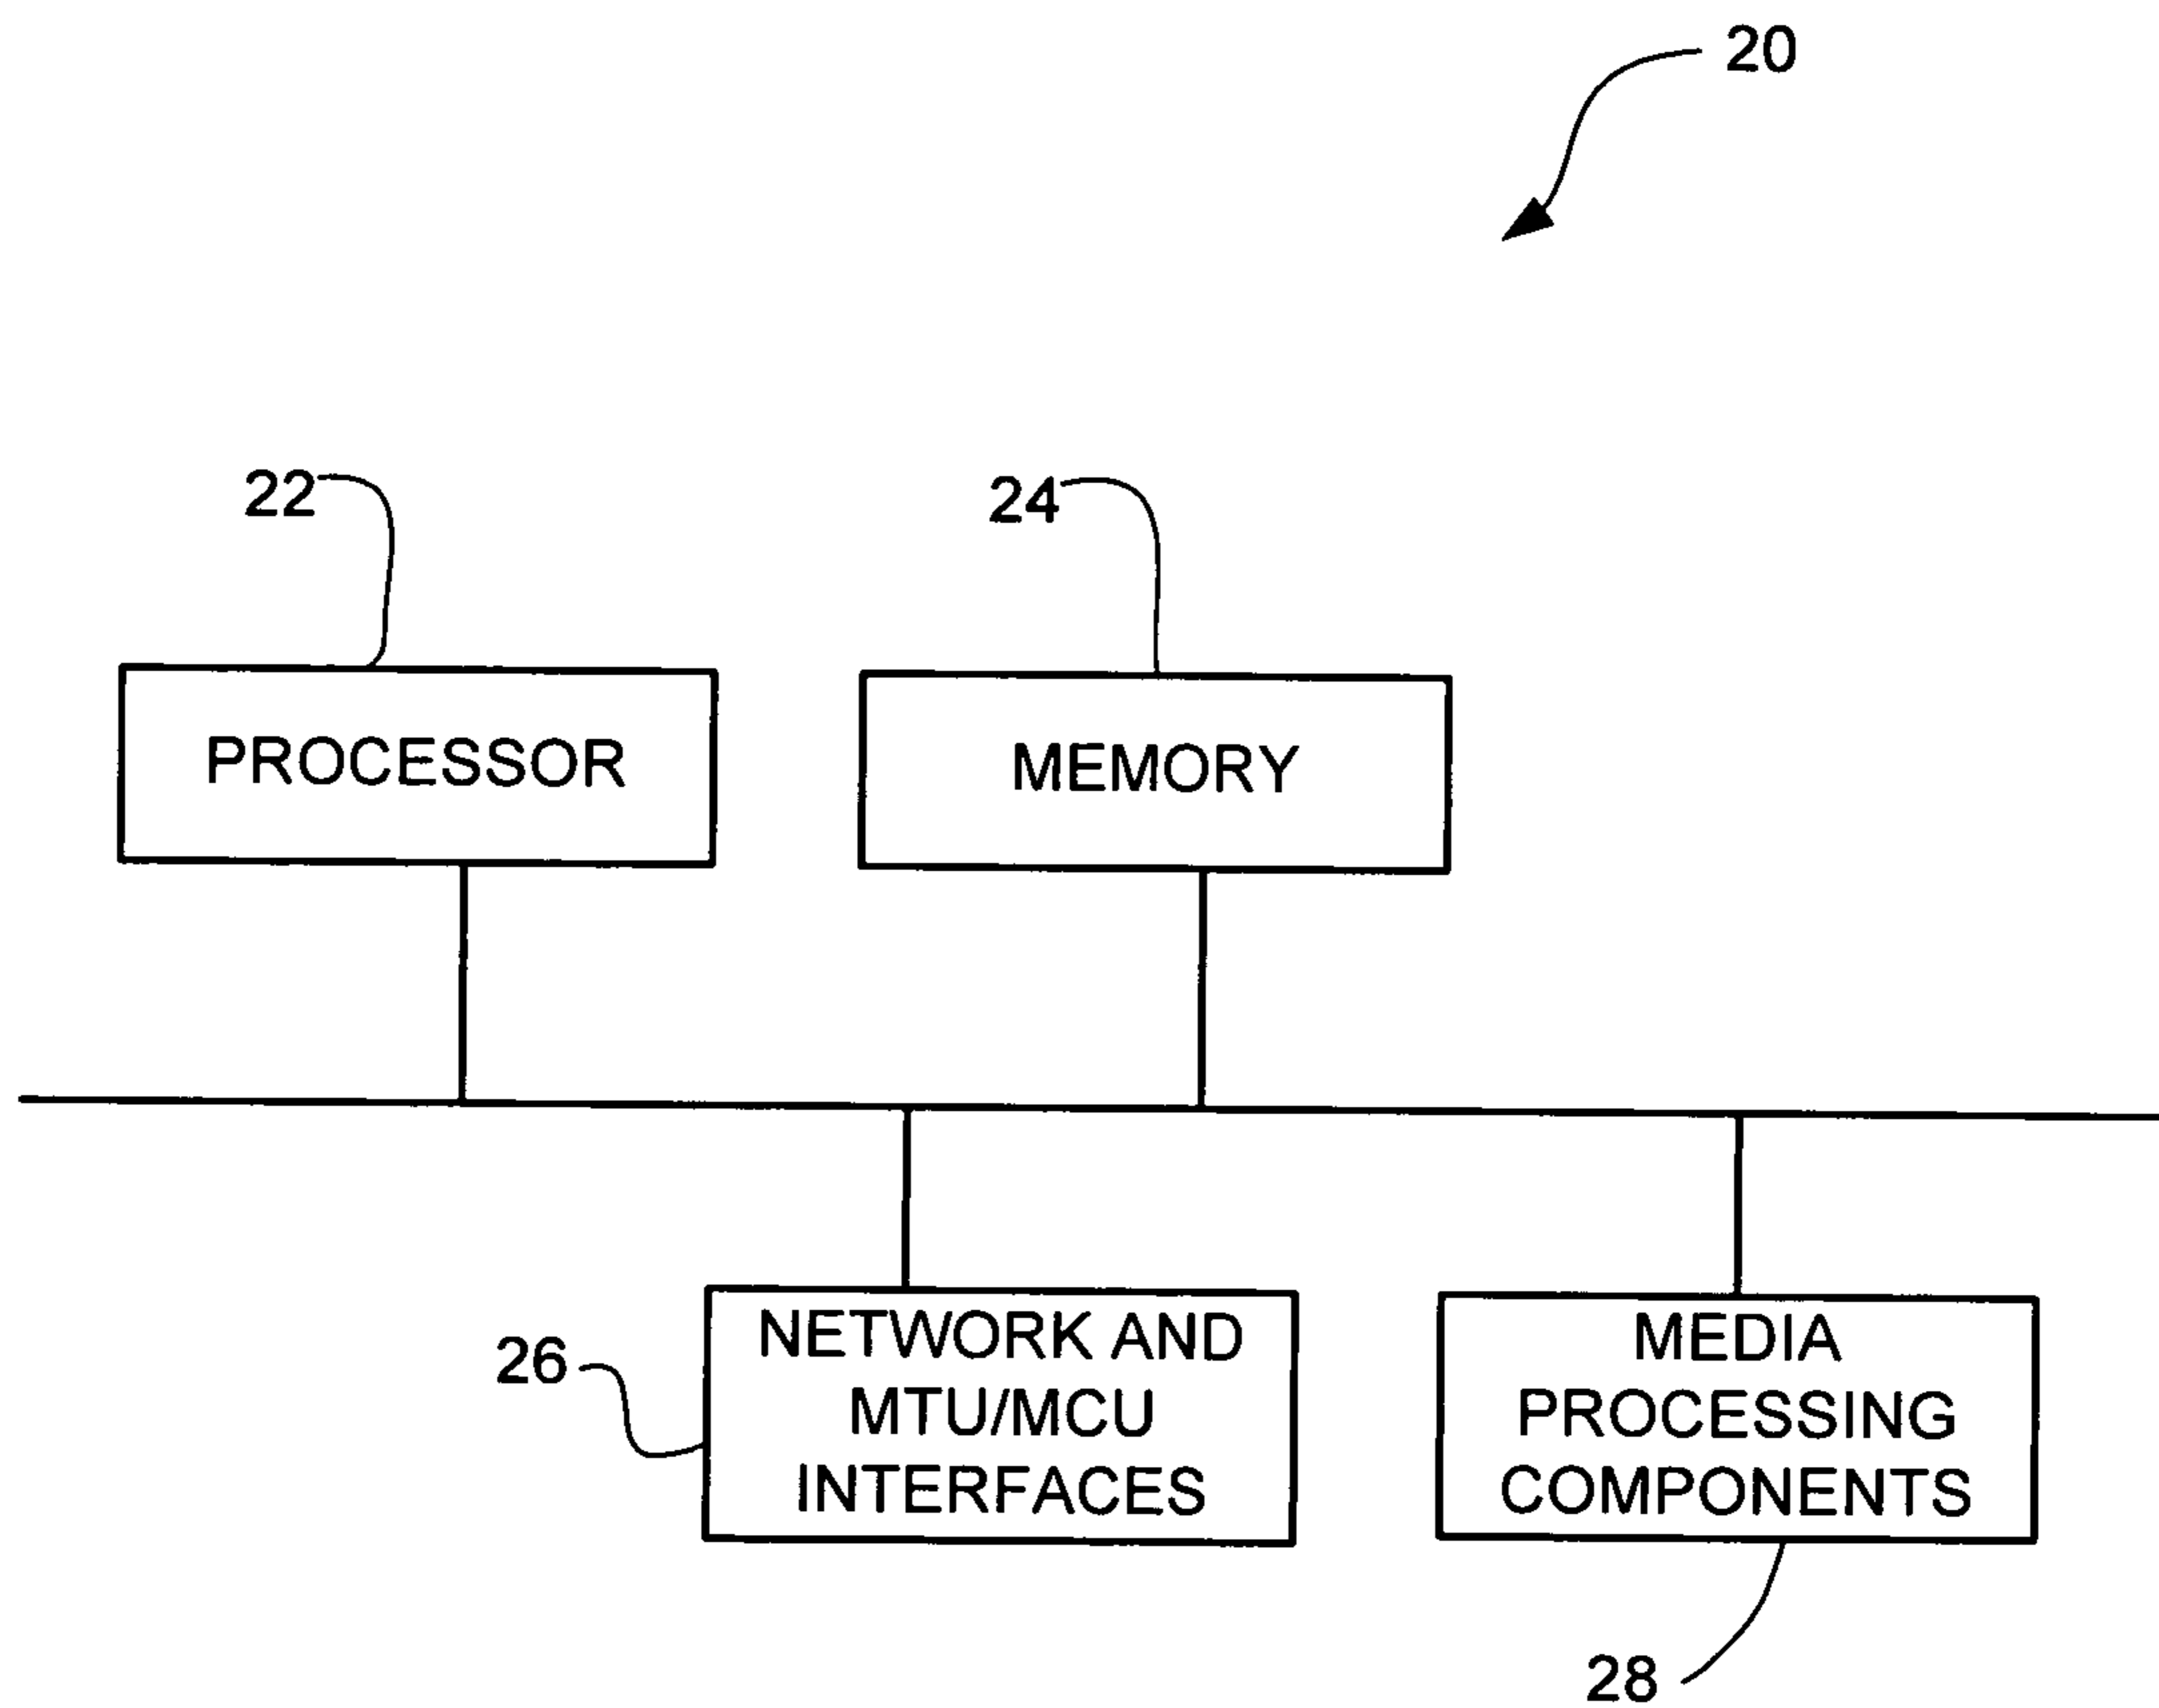 20
22
24
PROCESSOR
MEMORY
26
NETWORK AND
MTU/MCU
INTERFACES
MEDIA
PROCESSING
COMPONENTS
28